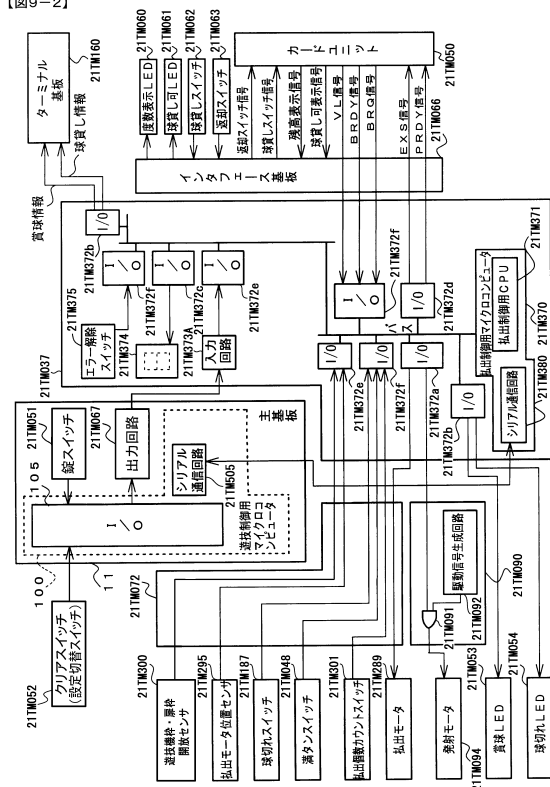 【図9-2】
ターミナル
基板
21TM160
賞球情報
球貸し情報
21TM060
度数表示LED
21TM061
球貸し可LED
21TM062
球貸しスイッチ
21TM063
返却スイッチ
カードユニット
21TM050
返却スイッチ信号
球貸しスイッチ信号
残高表示信号
球貸し可表示信号
VL信号
BRDY信号
BRQ信号
EXS信号
PRDY信号
21TM066
インタフェース基板
I/O
21TM372b
21TM375
エラー解除
スイッチ
I/O
21TM372f
21TM374
I/O
21TM372c
21TM373A
I/O
21TM372e
入力
回路
21TM037
I/O
21TM372f
I/O
21TM372d
バス
I/O
21TM372e
I/O
21TM372f
I/O
21TM372a
I/O
21TM372b
払出制御用マイクロコンピュータ
払出制御用CPU
21TM371
21TM370
シリアル通信回路
21TM380
主基板
21TM051
錠スイッチ
21TM067
出力回路
105
I/O
シリアル
通信回路
21TM505
遊技制御用
マイクロコ
ンピュータ
100
11
21TM052
クリアスイッチ
(設定切替スイッチ)
21TM072
21TM090
駆動信号生成回路
21TM092
21TM091
21TM300
遊技機枠・扉枠
開放センサ
21TM295
払出モータ位置センサ
21TM187
球切れスイッチ
21TM048
満タンスイッチ
21TM301
払出個数カウントスイッチ
21TM289
払出モータ
発射モータ
21TM094
21TM053
賞球LED
21TM054
球切れLED